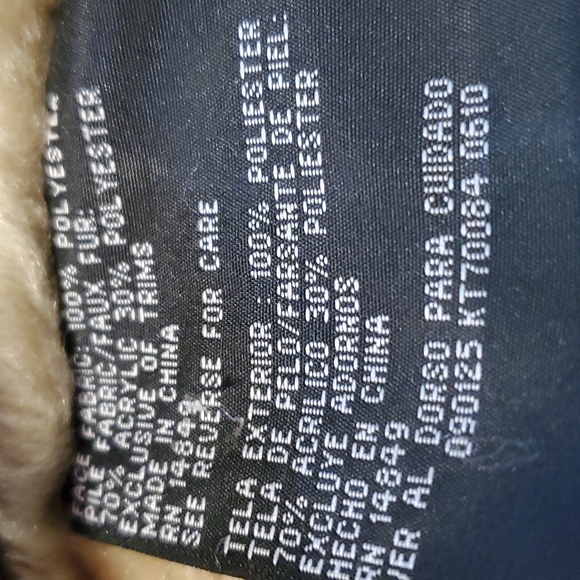 FACE FABRIC: 100% POLYESTER
PILE FABRIC/FAUX FUR:
70% ACRYLIC 30% POLYESTER
EXCLUSIVE OF TRIMS
MADE IN CHINA
RN 14849
SEE REVERSE FOR CARE
TELA EXTERIOR: 100% POLIESTER
TELA DE PELO/FARSANTE DE PIEL:
70% ACRILICO 30% POLIESTER
EXCLUYE ADORNOS
HECHO EN CHINA
RN 14849
VER AL DORSO PARA CUIDADO
090125 KT70084 0610